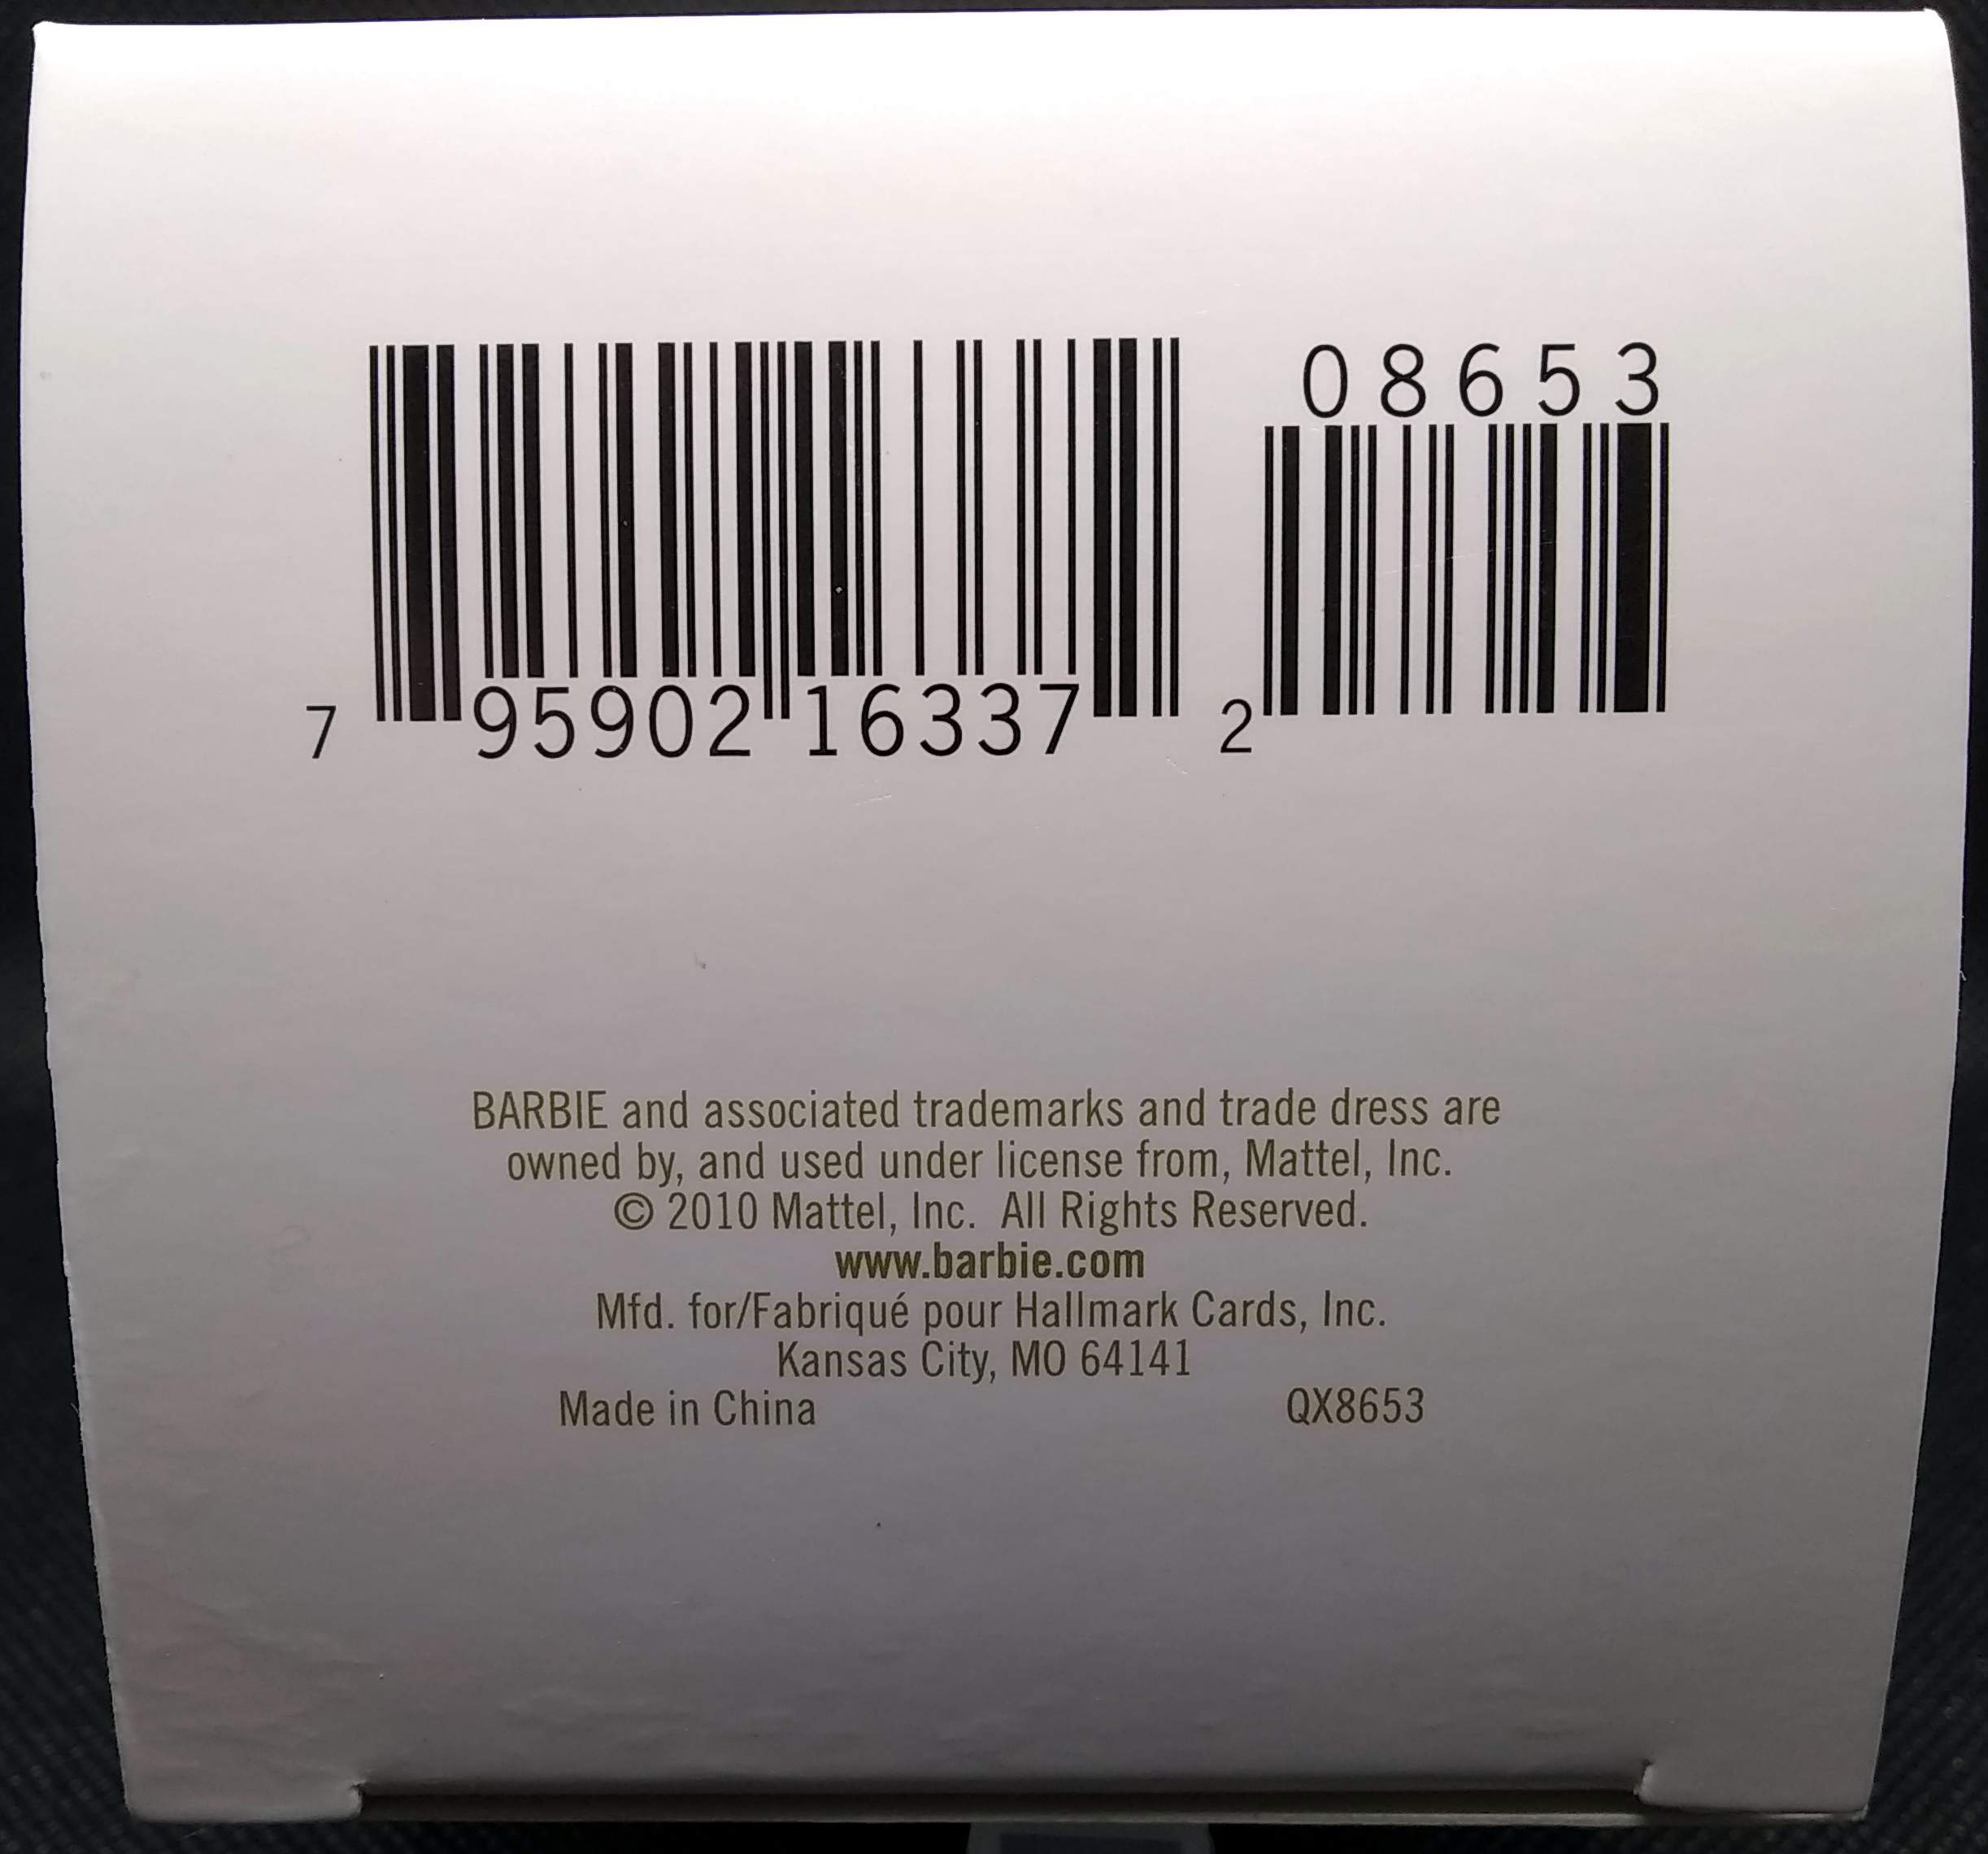 08653
7 95902 16337 2
BARBIE and associated trademarks and trade dress are
owned by, and used under license from, Mattel, Inc.
© 2010 Mattel, Inc. All Rights Reserved.
www.barbie.com
Mfd. for/Fabriqué pour Hallmark Cards, Inc.
Kansas City, MO 64141
Made in China QX8653